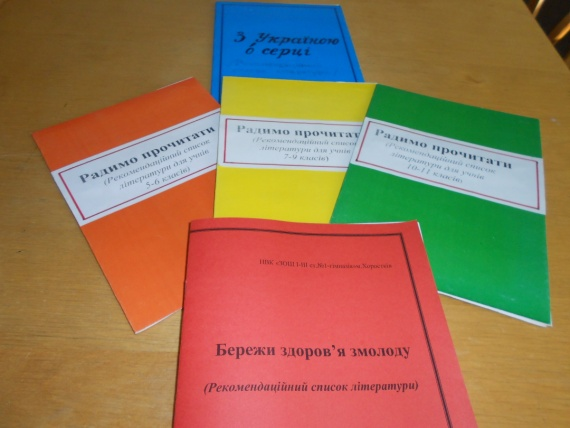 З Україною
в серці
Радимо прочитати
(Рекомендаційний список
літератури для учнів
5-6 класів)
Радимо прочитати
(Рекомендаційний список
літератури для учнів
7-9 класів)
Радимо прочитати
(Рекомендаційний список
літератури для учнів
10-11 класів)
Бережи здоров'я змолоду
(Рекомендаційний список літератури)